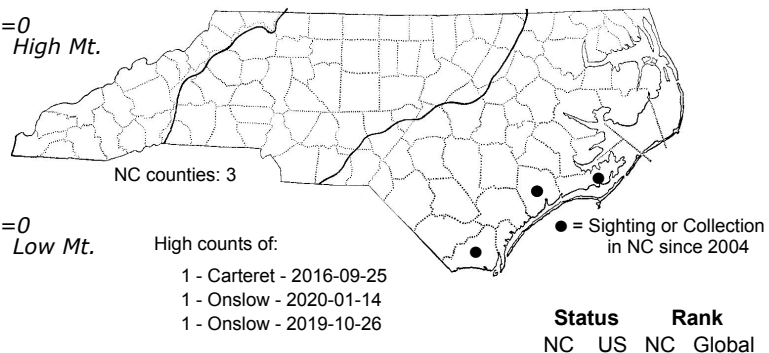 =0
High Mt.
NC counties: 3
=0
Low Mt.
High counts of:
1 - Carteret - 2016-09-25
1 - Onslow - 2020-01-14
1 - Onslow - 2019-10-26
● = Sighting or Collection
in NC since 2004
Status Rank
NC US NC Global